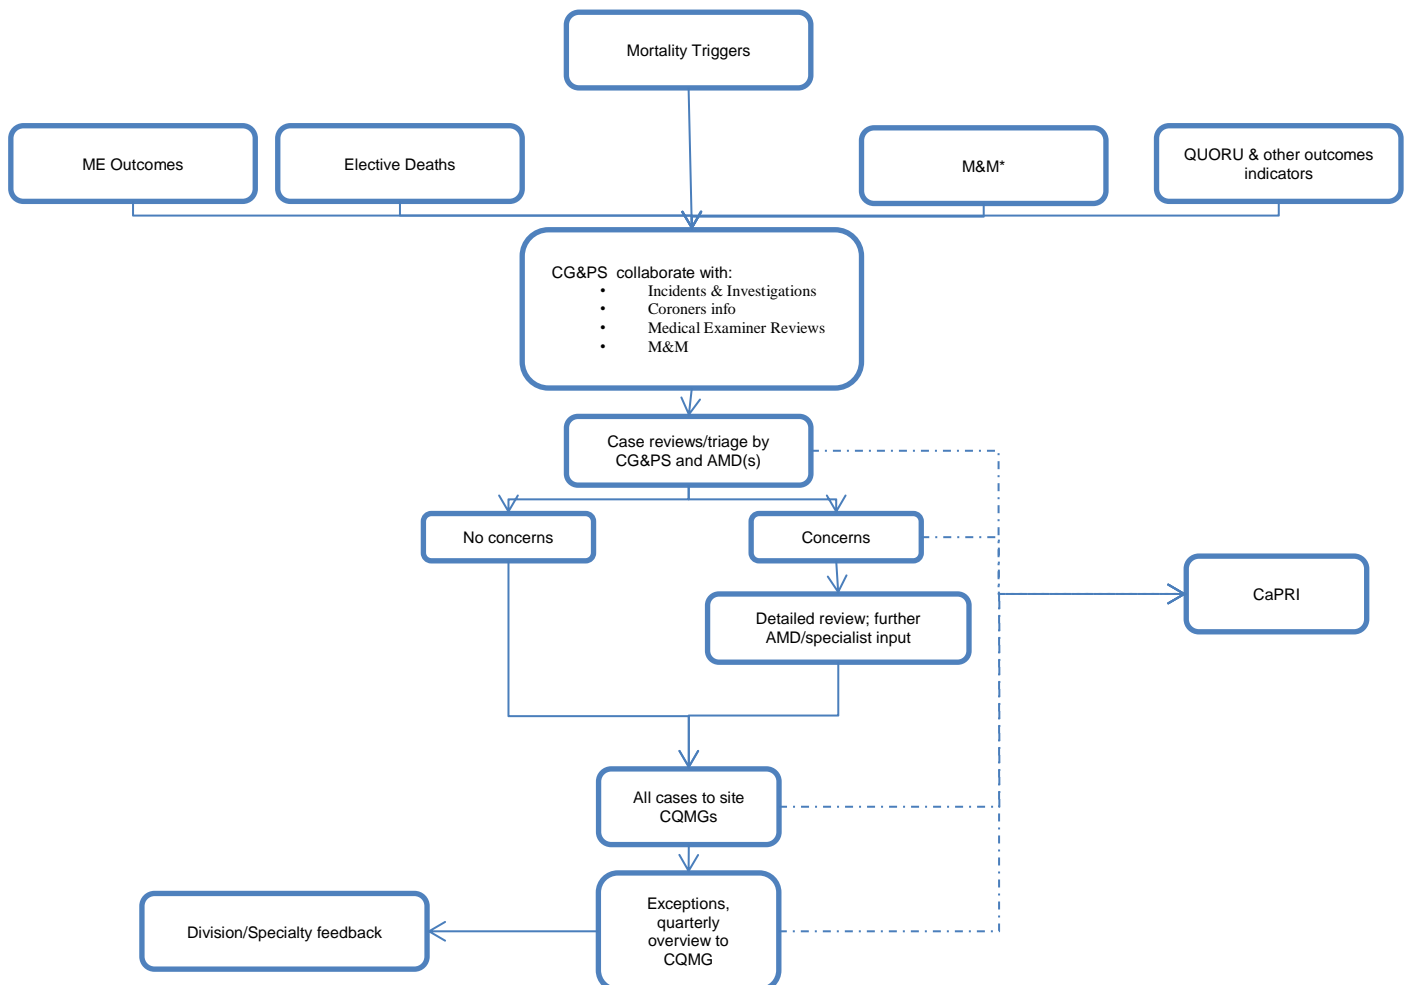 Mortality Triggers
ME Outcomes
Elective Deaths
M&M*
QUORU & other outcomes
indicators
CG&PS  collaborate with:
• Incidents & Investigations
• Coroners info
• Medical Examiner Reviews
• M&M
Case reviews/triage by
CG&PS and AMD(s)
No concerns
Concerns
Detailed review; further
AMD/specialist input
CaPRI
All cases to site
CQMGs
Exceptions,
quarterly
overview to
CQMG
Division/Specialty feedback